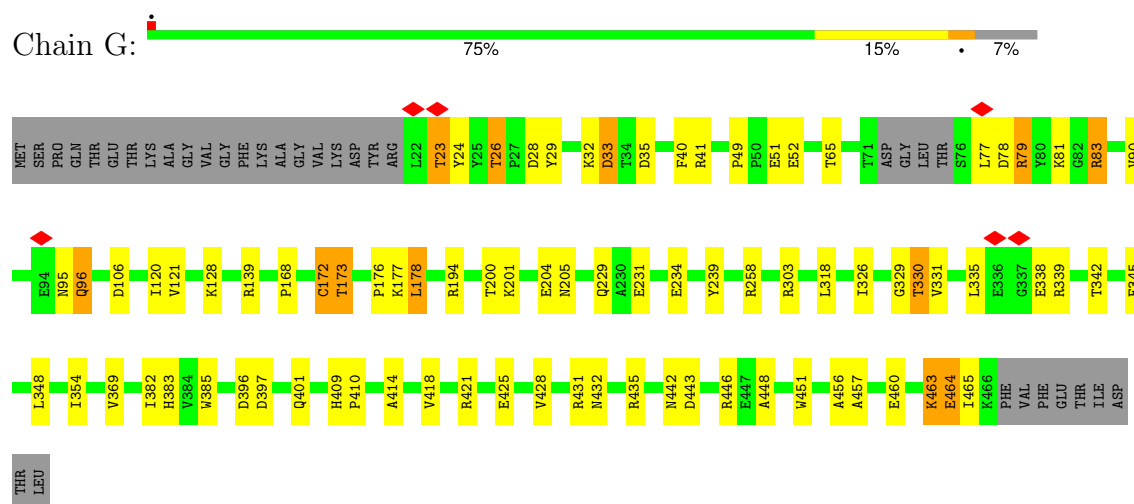 Chain G:
75% 15% • 7%
MET SER PRO GLN THR GLU THR LYS ALA GLY VAL GLY PHE LYS ALA GLY VAL LYS ASP TYR ARG L22 T23 Y24 Y25 T26 P27 D28 Y29 K32 D33 T34 D35 F40 R41 P49 P50 E51 E52 T65 T71 ASP GLY LEU THR S76 L77 D78 R79 Y80 K81 G82 R83
E94 N95 Q96 D106 I120 V121 K128 R139 P168 C172 T173 P176 K177 L178 R194 T200 K201 E204 N205 Q229 A230 E231 E234 Y239 R258 R303 L318 I326 G329 T330 V331 L335 E336 G337 E338 R339 T342
L348 I354 V369 I382 H383 V384 W385 D396 D397 Q401 H409 P410 A414 V418 R421 E425 V428 R431 N432 R435 N442 D443 R446 E447 A448 W451 A456 A457 E460 K463 E464 I465 K466 PHE VAL PHE GLU THR ILE ASP
THR LEU